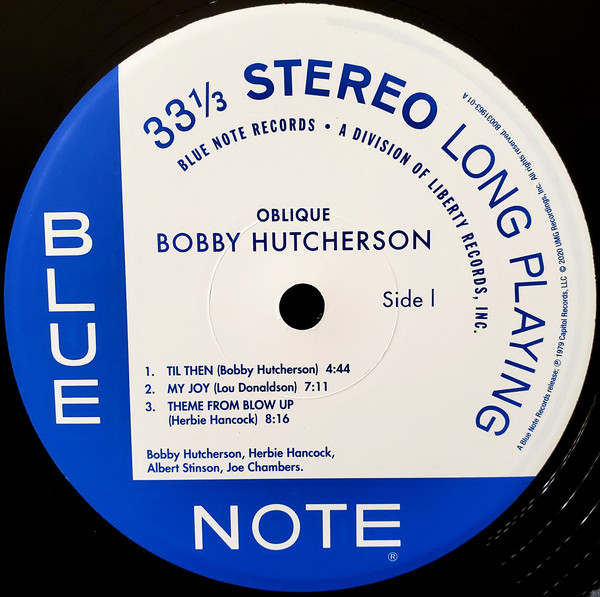 33⅓ STEREO LONG PLAYING
BLUE NOTE RECORDS • A DIVISION OF LIBERTY RECORDS, INC.
OBLIQUE
BOBBY HUTCHERSON
Side I
1. TIL THEN (Bobby Hutcherson) 4:44
2. MY JOY (Lou Donaldson) 7:11
3. THEME FROM BLOW UP
(Herbie Hancock) 8:16
Bobby Hutcherson, Herbie Hancock,
Albert Stinson, Joe Chambers.
BLUE
NOTE®
A Blue Note Records release; ℗ 1979 Capitol Records, LLC © 2020 UMG Recordings, Inc. All rights reserved. B0031963-01 A